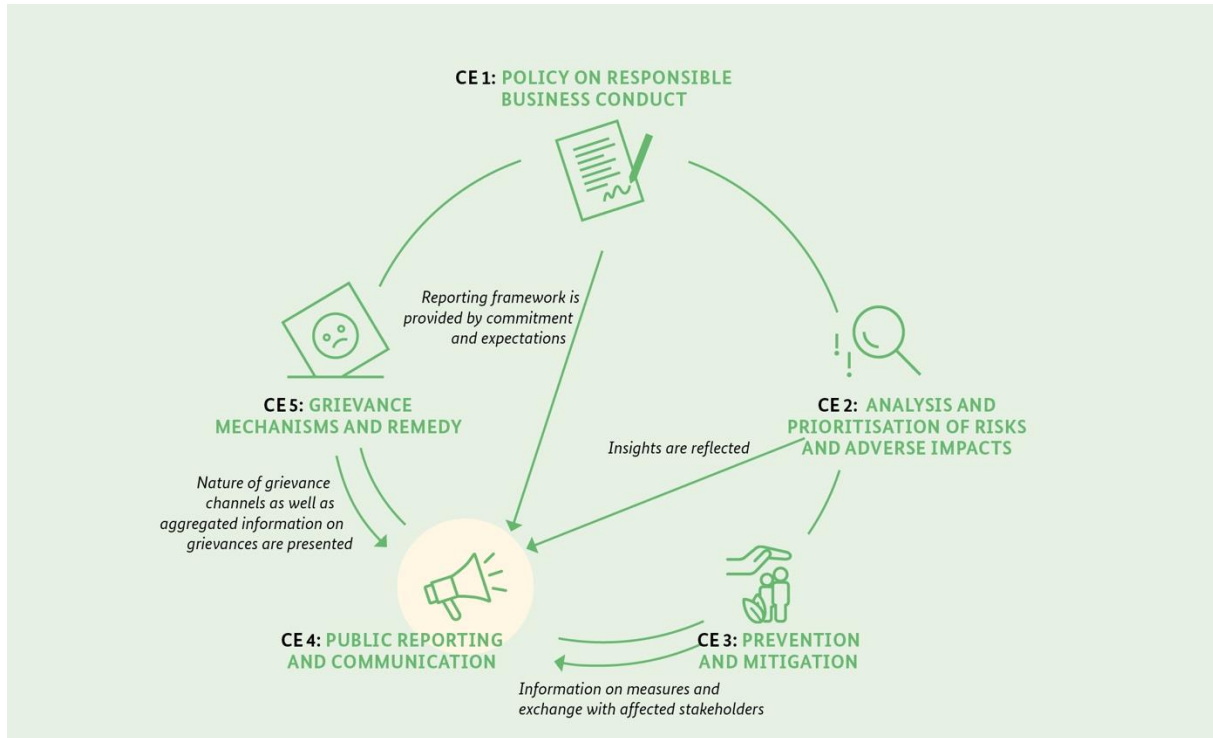 CE 1: POLICY ON RESPONSIBLE
BUSINESS CONDUCT
Reporting framework is
provided by commitment
and expectations
CE 5: GRIEVANCE
MECHANISMS AND REMEDY
CE 2: ANALYSIS AND
PRIORITISATION OF RISKS
AND ADVERSE IMPACTS
Insights are reflected
Nature of grievance
channels as well as
aggregated information on
grievances are presented
CE 4: PUBLIC REPORTING
AND COMMUNICATION
CE 3: PREVENTION
AND MITIGATION
Information on measures and
exchange with affected stakeholders